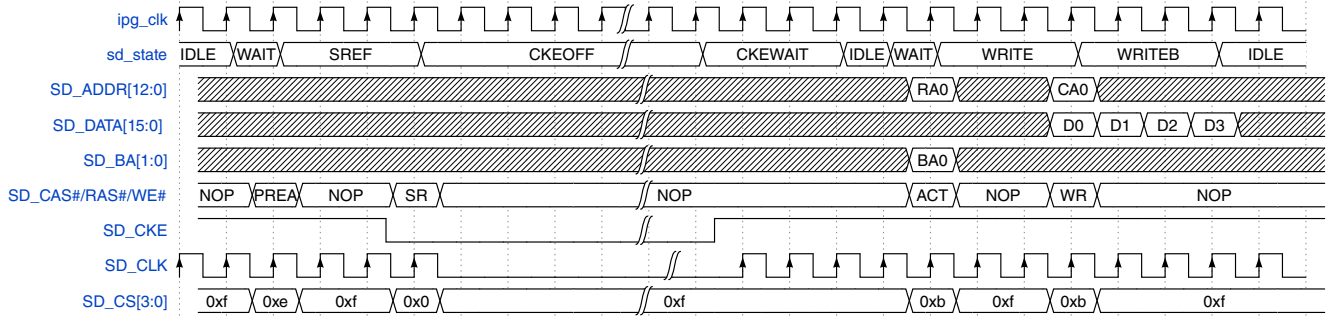 ipg_clk
sd_state IDLE WAIT SREF CKEOFF CKEWAIT IDLE WAIT WRITE WRITEB IDLE
SD_ADDR[12:0] RA0 CA0
SD_DATA[15:0] D0 D1 D2 D3
SD_BA[1:0] BA0
SD_CAS#/RAS#/WE# NOP PREA NOP SR NOP ACT NOP WR NOP
SD_CKE
SD_CLK
SD_CS[3:0] 0xf 0xe 0xf 0x0 0xf 0xb 0xf 0xb 0xf